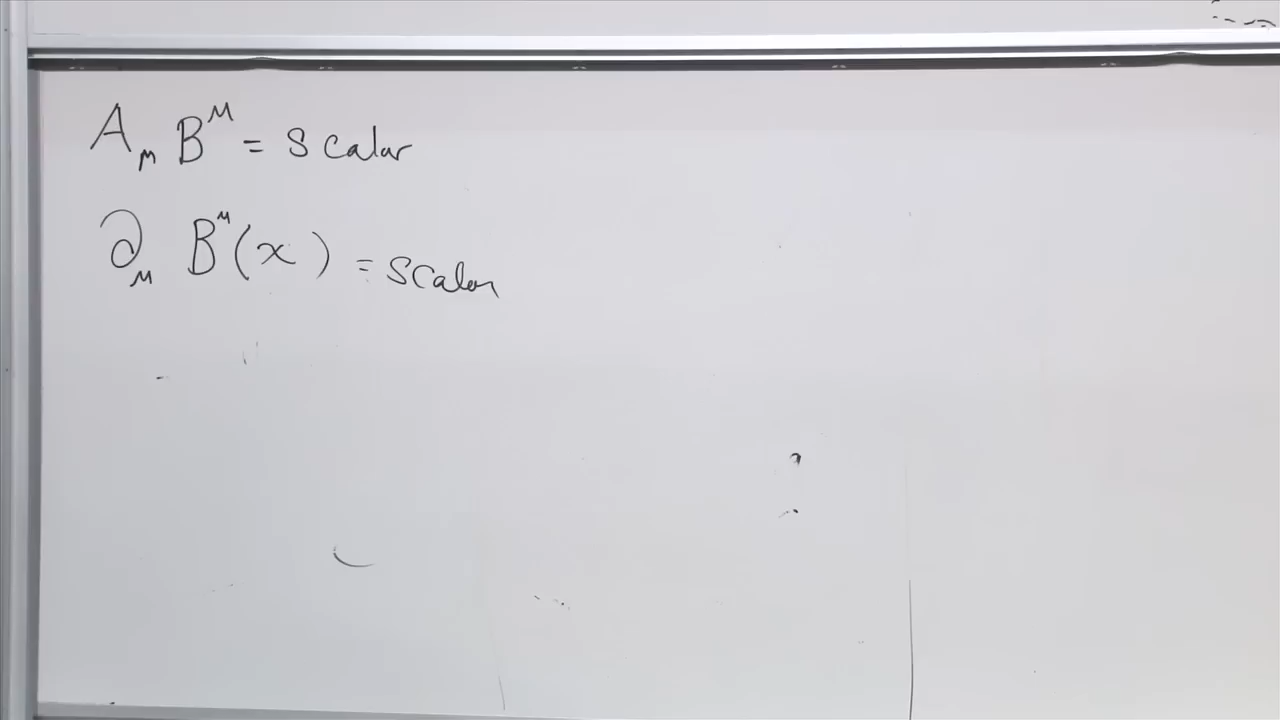 A_μ B^μ = scalar
∂_μ B^μ(x) = scalar